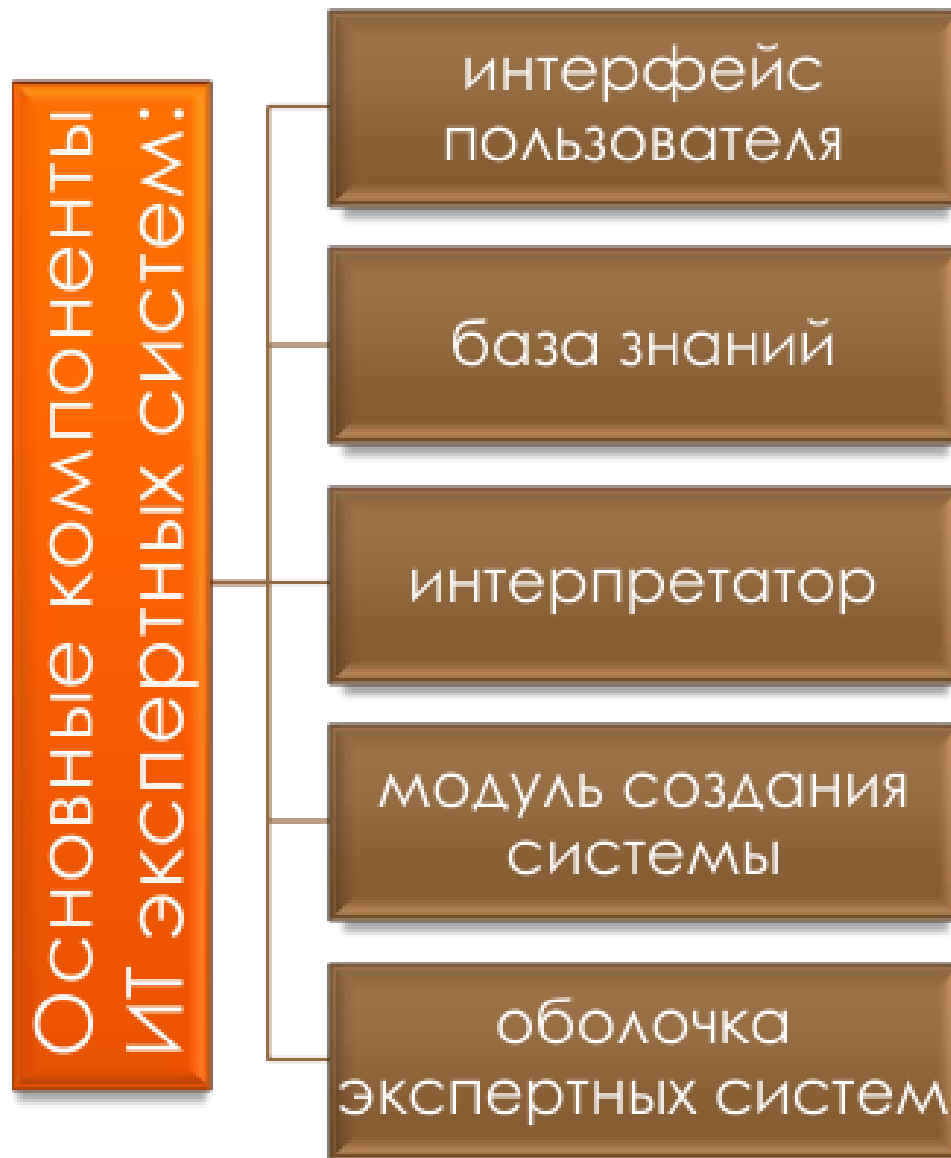 Основные компоненты
ИТ экспертных систем:
интерфейс
пользователя
база знаний
интерпретатор
модуль создания
системы
оболочка
экспертных систем